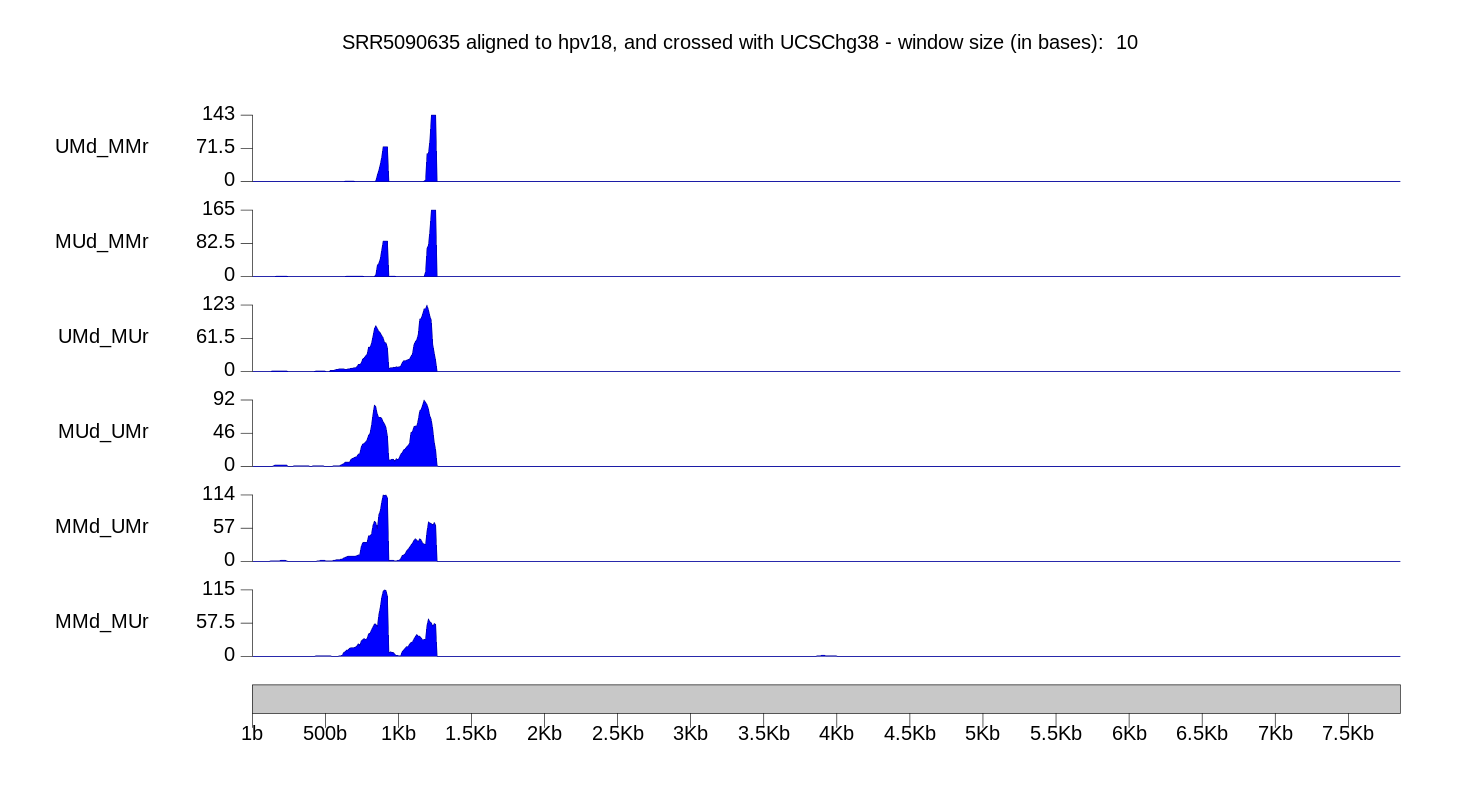 SRR5090635 aligned to hpv18, and crossed with UCSChg38 - window size (in bases):  10
143
UMd_MMr 71.5
0
165
MUd_MMr 82.5
0
123
UMd_MUr 61.5
0
92
MUd_UMr 46
0
114
MMd_UMr 57
0
115
MMd_MUr 57.5
0
1b 500b 1Kb 1.5Kb 2Kb 2.5Kb 3Kb 3.5Kb 4Kb 4.5Kb 5Kb 5.5Kb 6Kb 6.5Kb 7Kb 7.5Kb